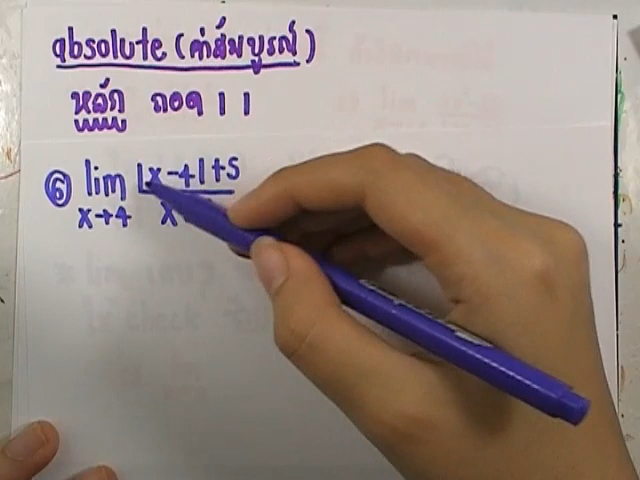 absolute (ค่าสัมบูรณ์)
หลัก ถอด | |
⑥ lim |x-4|+5
x→4 x